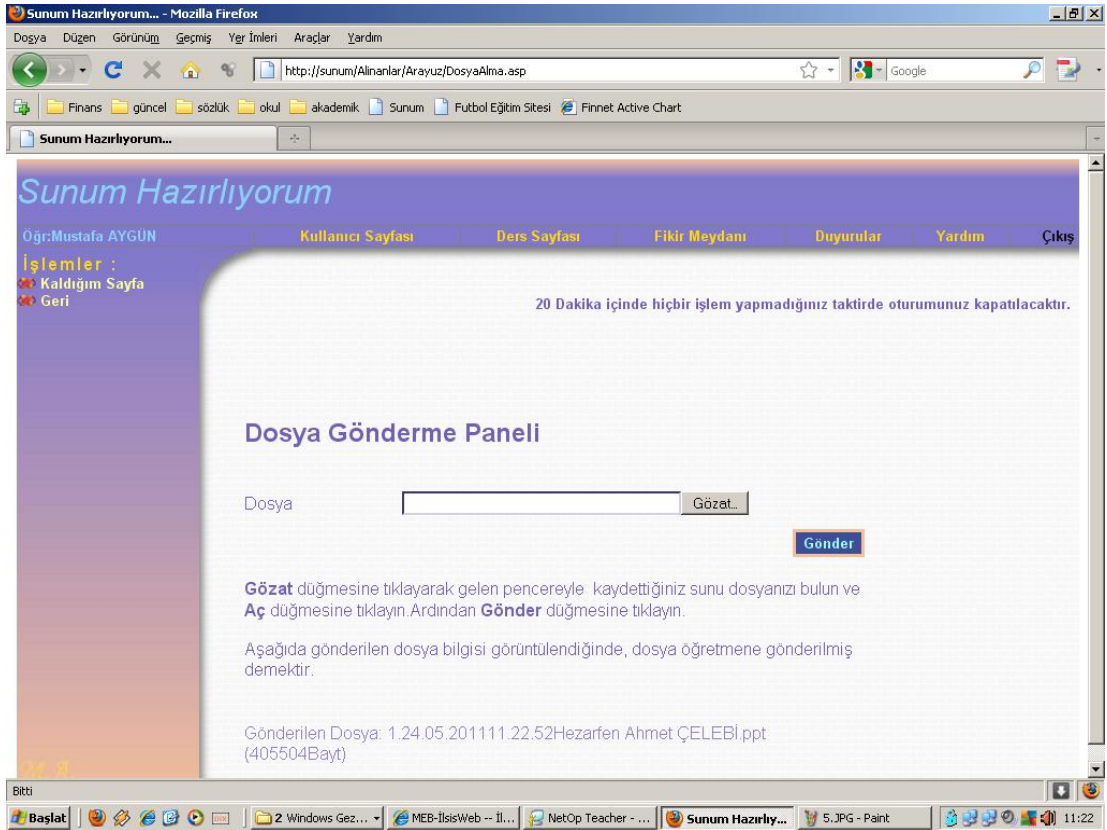 Sunum Hazırlıyorum... - Mozilla Firefox
Dosya Düzen Görünüm Geçmiş Yer İmleri Araçlar Yardım
http://sunum/Alinanlar/Arayuz/DosyaAlma.asp
Google
Finans güncel sözlük okul akademik Sunum Futbol Eğitim Sitesi Finnet Active Chart
Sunum Hazırlıyorum...
Sunum Hazırlıyorum
Öğr:Mustafa AYGÜN Kullanıcı Sayfası Ders Sayfası Fikir Meydanı Duyurular Yardım Çıkış
İşlemler :
Kaldığım Sayfa
Geri
20 Dakika içinde hiçbir işlem yapmadığınız taktirde oturumunuz kapatılacaktır.
Dosya Gönderme Paneli
Dosya
Gözat...
Gönder
Gözat düğmesine tıklayarak gelen pencereyle kaydettiğiniz sunu dosyanızı bulun ve
Aç düğmesine tıklayın.Ardından Gönder düğmesine tıklayın.
Aşağıda gönderilen dosya bilgisi görüntülendiğinde, dosya öğretmene gönderilmiş
demektir.
Gönderilen Dosya: 1.24.05.201111.22.52Hezarfen Ahmet ÇELEBİ.ppt
(405504Bayt)
M.A.
Bitti
Başlat 2 Windows Gez... MEB-İlsisWeb -- İl... NetOp Teacher - ... Sunum Hazırlıy... 5.JPG - Paint 11:22